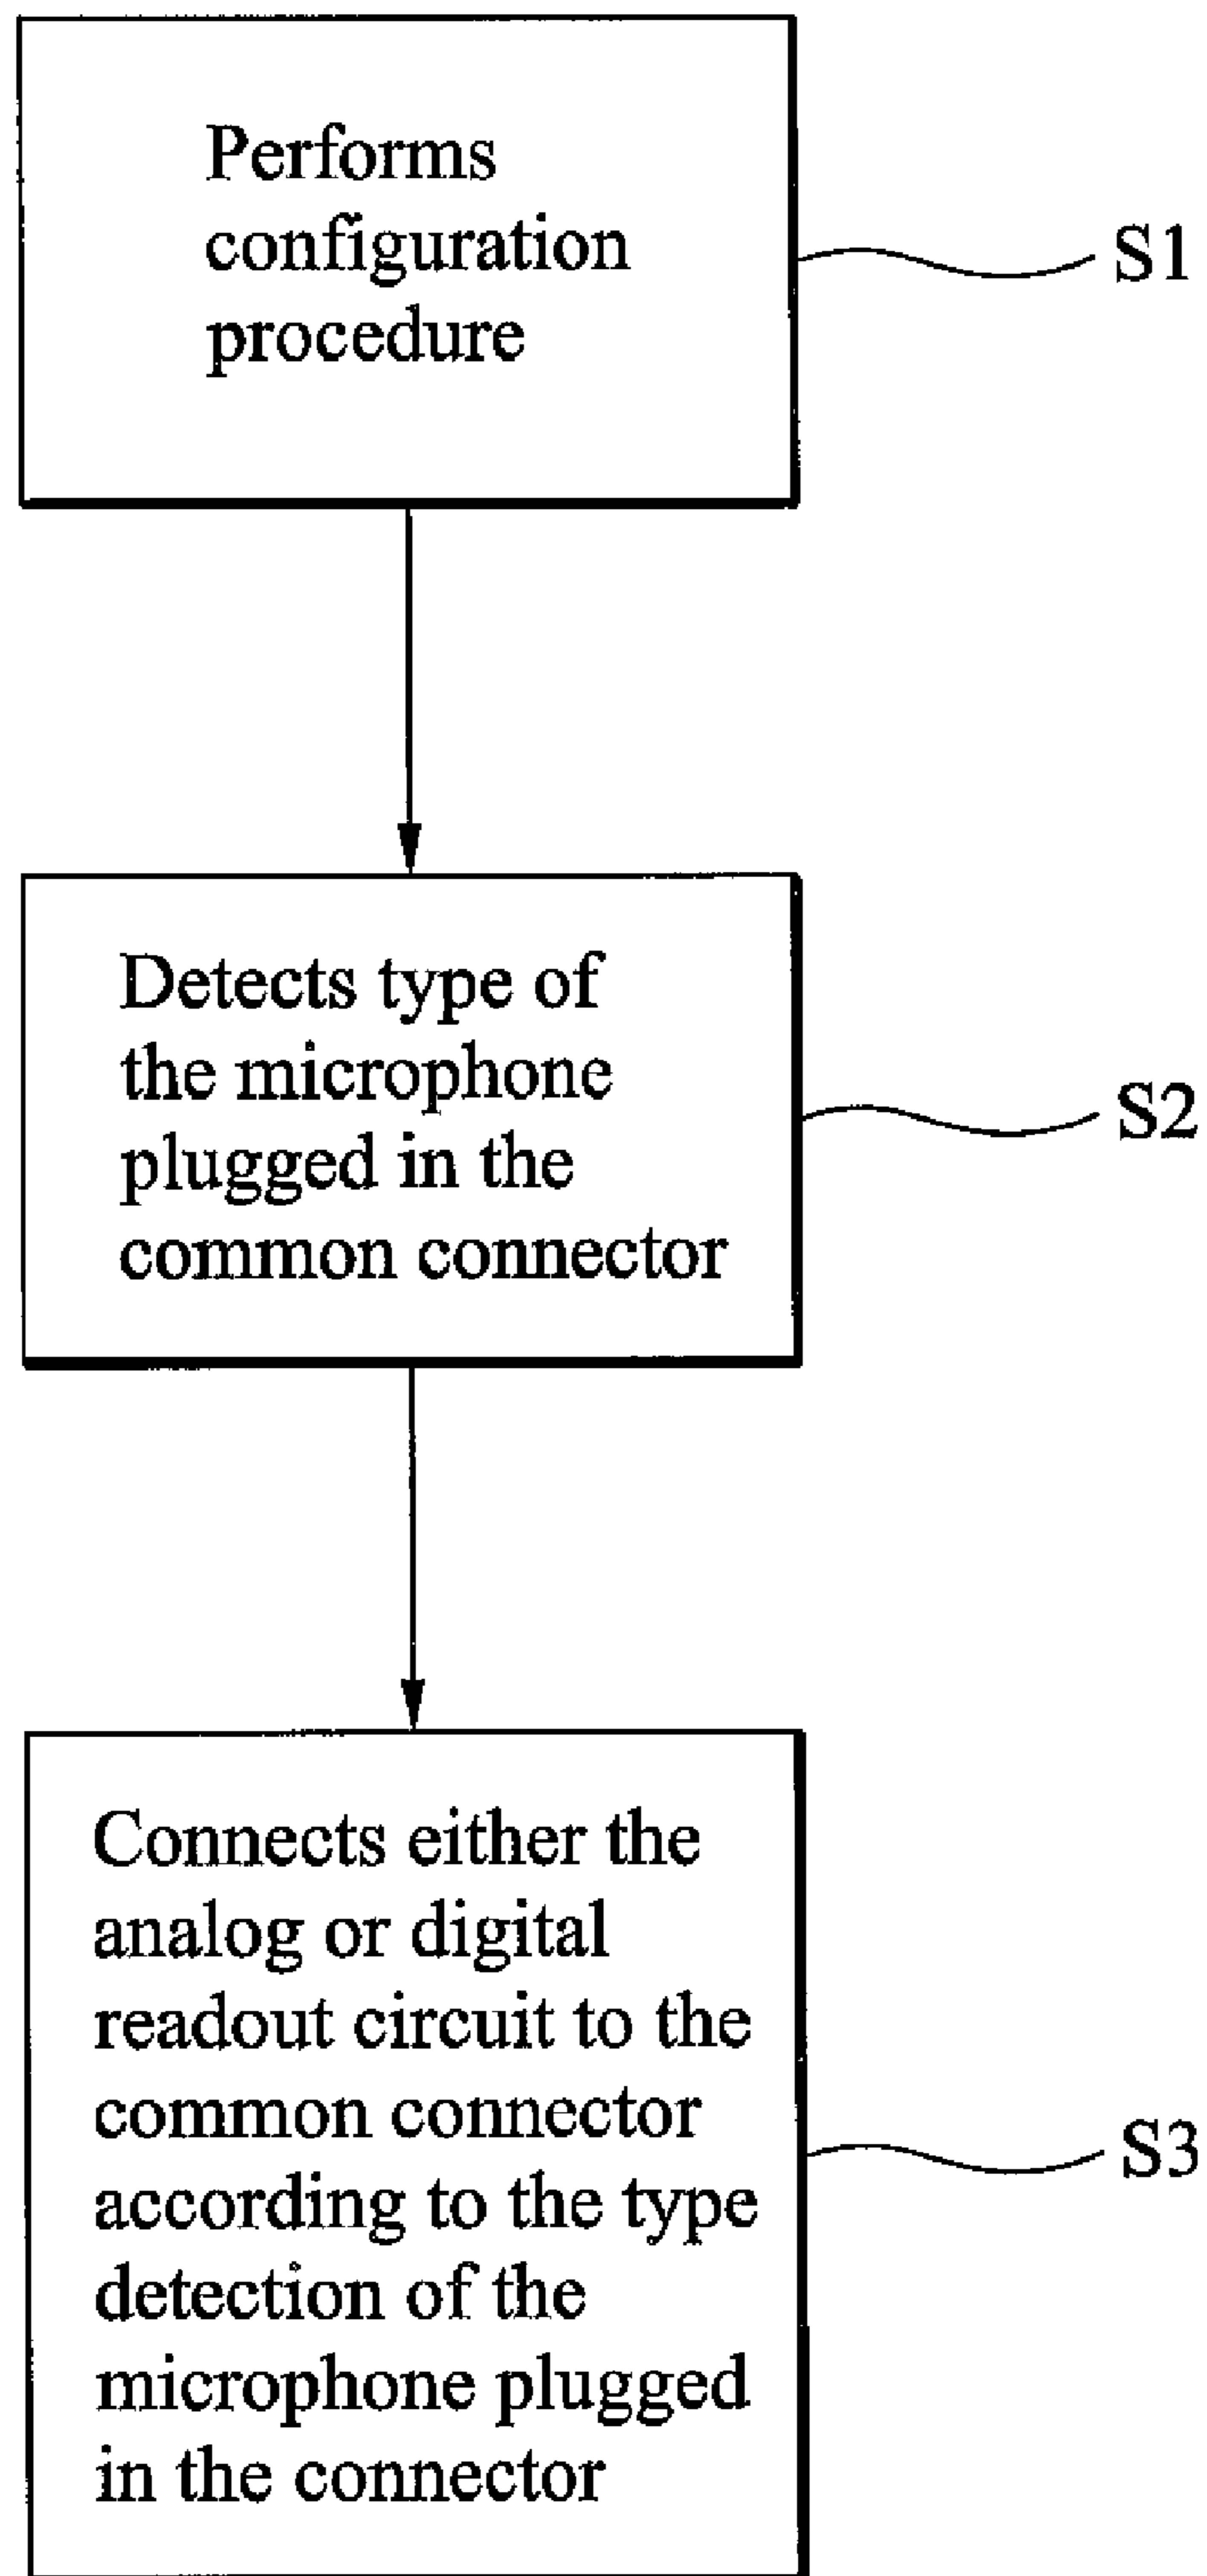 Performs
configuration
procedure
S1
Detects type of
the microphone
plugged in the
common connector
S2
Connects either the
analog or digital
readout circuit to the
common connector
according to the type
detection of the
microphone plugged
in the connector
S3